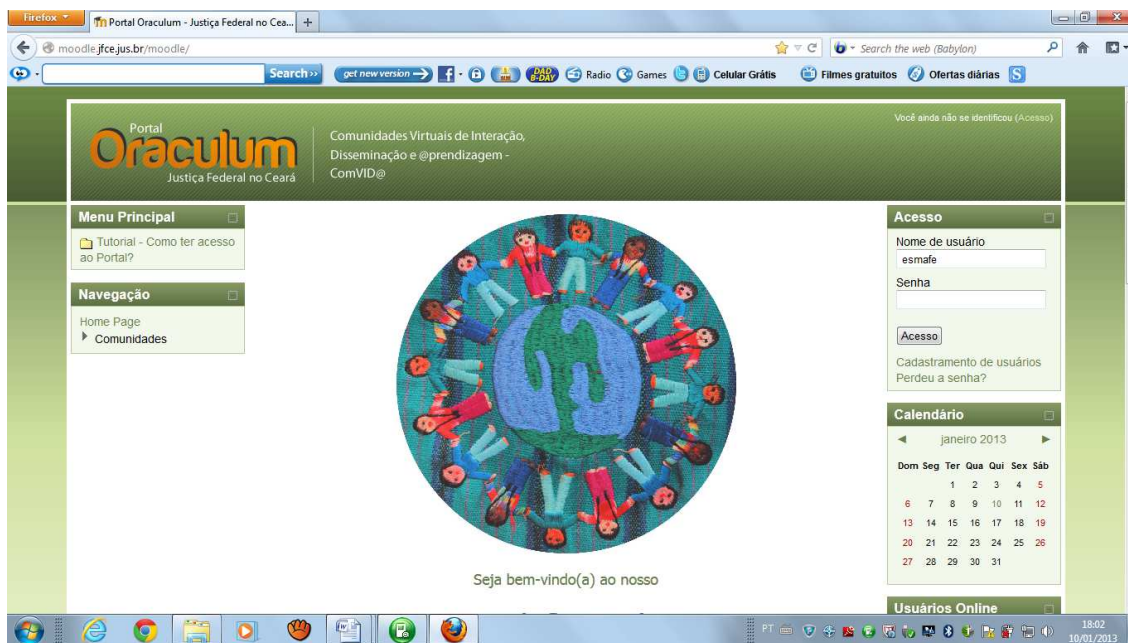 Firefox
Portal Oraculum - Justiça Federal no Cea...
moodle.jfce.jus.br/moodle/
Search the web (Babylon)
Search
get new version
Radio
Games
Celular Grátis
Filmes gratuitos
Ofertas diárias
Você ainda não se identificou (Acesso)
Portal
Oraculum
Justiça Federal no Ceará
Comunidades Virtuais de Interação,
Disseminação e @prendizagem -
ComVID@
Menu Principal
Tutorial - Como ter acesso
ao Portal?
Navegação
Home Page
Comunidades
Seja bem-vindo(a) ao nosso
Acesso
Nome de usuário
esmafe
Senha
Acesso
Cadastramento de usuários
Perdeu a senha?
Calendário
janeiro 2013
Dom Seg Ter Qua Qui Sex Sáb
1 2 3 4 5
6 7 8 9 10 11 12
13 14 15 16 17 18 19
20 21 22 23 24 25 26
27 28 29 30 31
Usuários Online
PT
18:02
10/01/2013